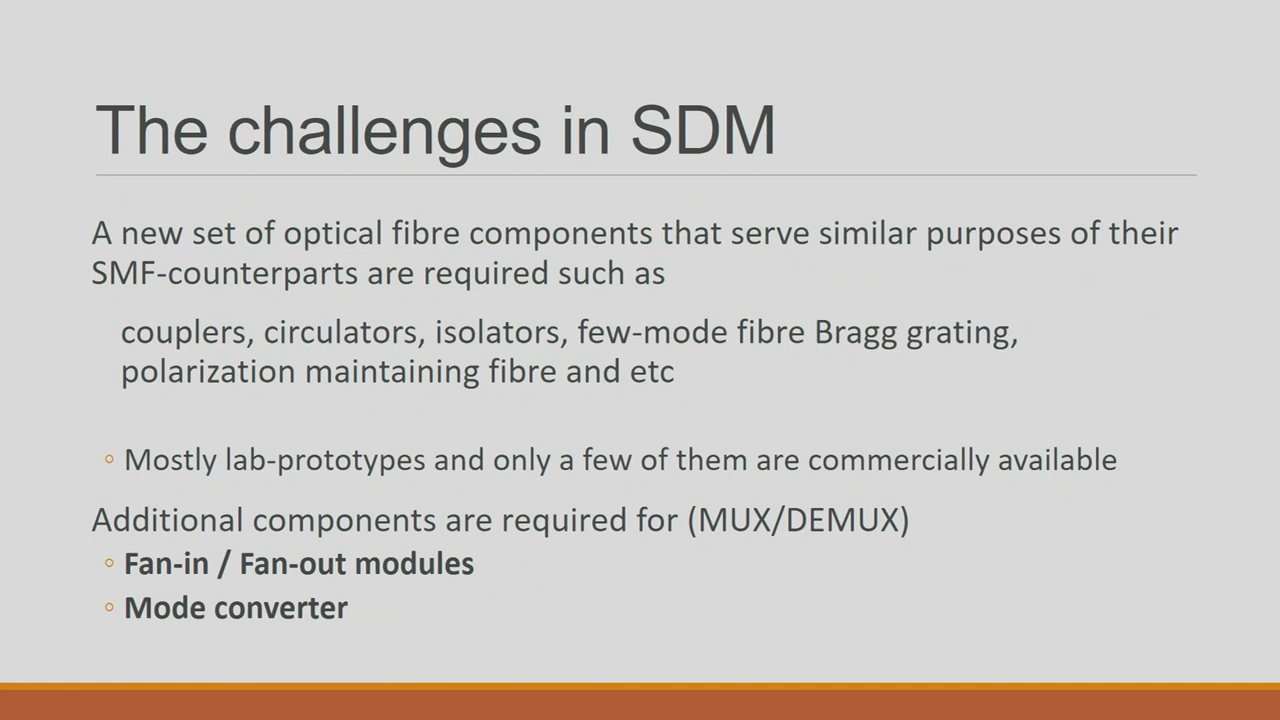 The challenges in SDM
A new set of optical fibre components that serve similar purposes of their
SMF-counterparts are required such as
couplers, circulators, isolators, few-mode fibre Bragg grating,
polarization maintaining fibre and etc
◦ Mostly lab-prototypes and only a few of them are commercially available
Additional components are required for (MUX/DEMUX)
◦ Fan-in / Fan-out modules
◦ Mode converter